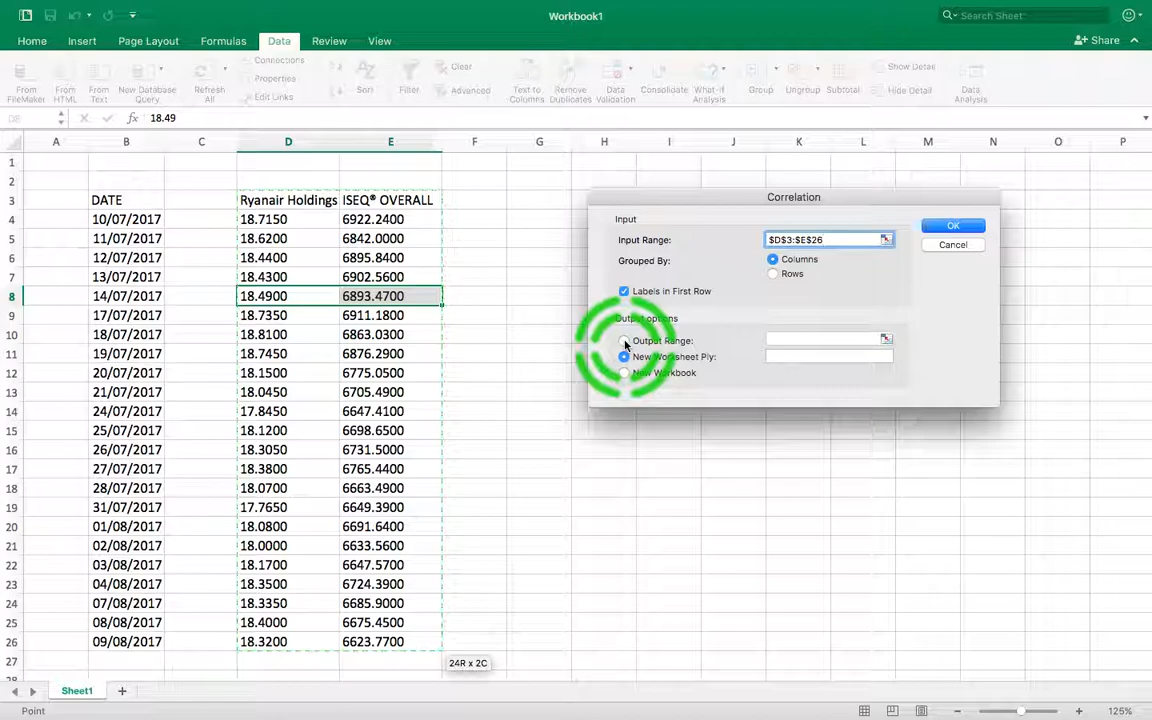 Workbook1
Search Sheet
Home Insert Page Layout Formulas Data Review View
Share
From FileMaker
From HTML
From Text
New Database Query
Refresh All
Connections
Properties
Edit Links
Sort
Filter
Clear
Advanced
Text to Columns
Remove Duplicates
Data Validation
Consolidate
What-If Analysis
Group
Ungroup
Subtotal
Show Detail
Hide Detail
Data Analysis
D8 fx 18.49
A B C D E F G H I J K L M N O P
1
2
3 DATE Ryanair Holdings ISEQ® OVERALL
4 10/07/2017 18.7150 6922.2400
5 11/07/2017 18.6200 6842.0000
6 12/07/2017 18.4400 6895.8400
7 13/07/2017 18.4300 6902.5600
8 14/07/2017 18.4900 6893.4700
9 17/07/2017 18.7350 6911.1800
10 18/07/2017 18.8100 6863.0300
11 19/07/2017 18.7450 6876.2900
12 20/07/2017 18.1500 6775.0500
13 21/07/2017 18.0450 6705.4900
14 24/07/2017 17.8450 6647.4100
15 25/07/2017 18.1200 6698.6500
16 26/07/2017 18.3050 6731.5000
17 27/07/2017 18.3800 6765.4400
18 28/07/2017 18.0700 6663.4900
19 31/07/2017 17.7650 6649.3900
20 01/08/2017 18.0800 6691.6400
21 02/08/2017 18.0000 6633.5600
22 03/08/2017 18.1700 6647.5700
23 04/08/2017 18.3500 6724.3900
24 07/08/2017 18.3350 6685.9000
25 08/08/2017 18.4000 6675.4500
26 09/08/2017 18.3200 6623.7700
27
24R x 2C
Correlation
Input
Input Range: $D$3:$E$26
Grouped By: Columns
Rows
Labels in First Row
OK
Cancel
Output options
Output Range:
New Worksheet Ply:
New Workbook
Sheet1
Point
125%